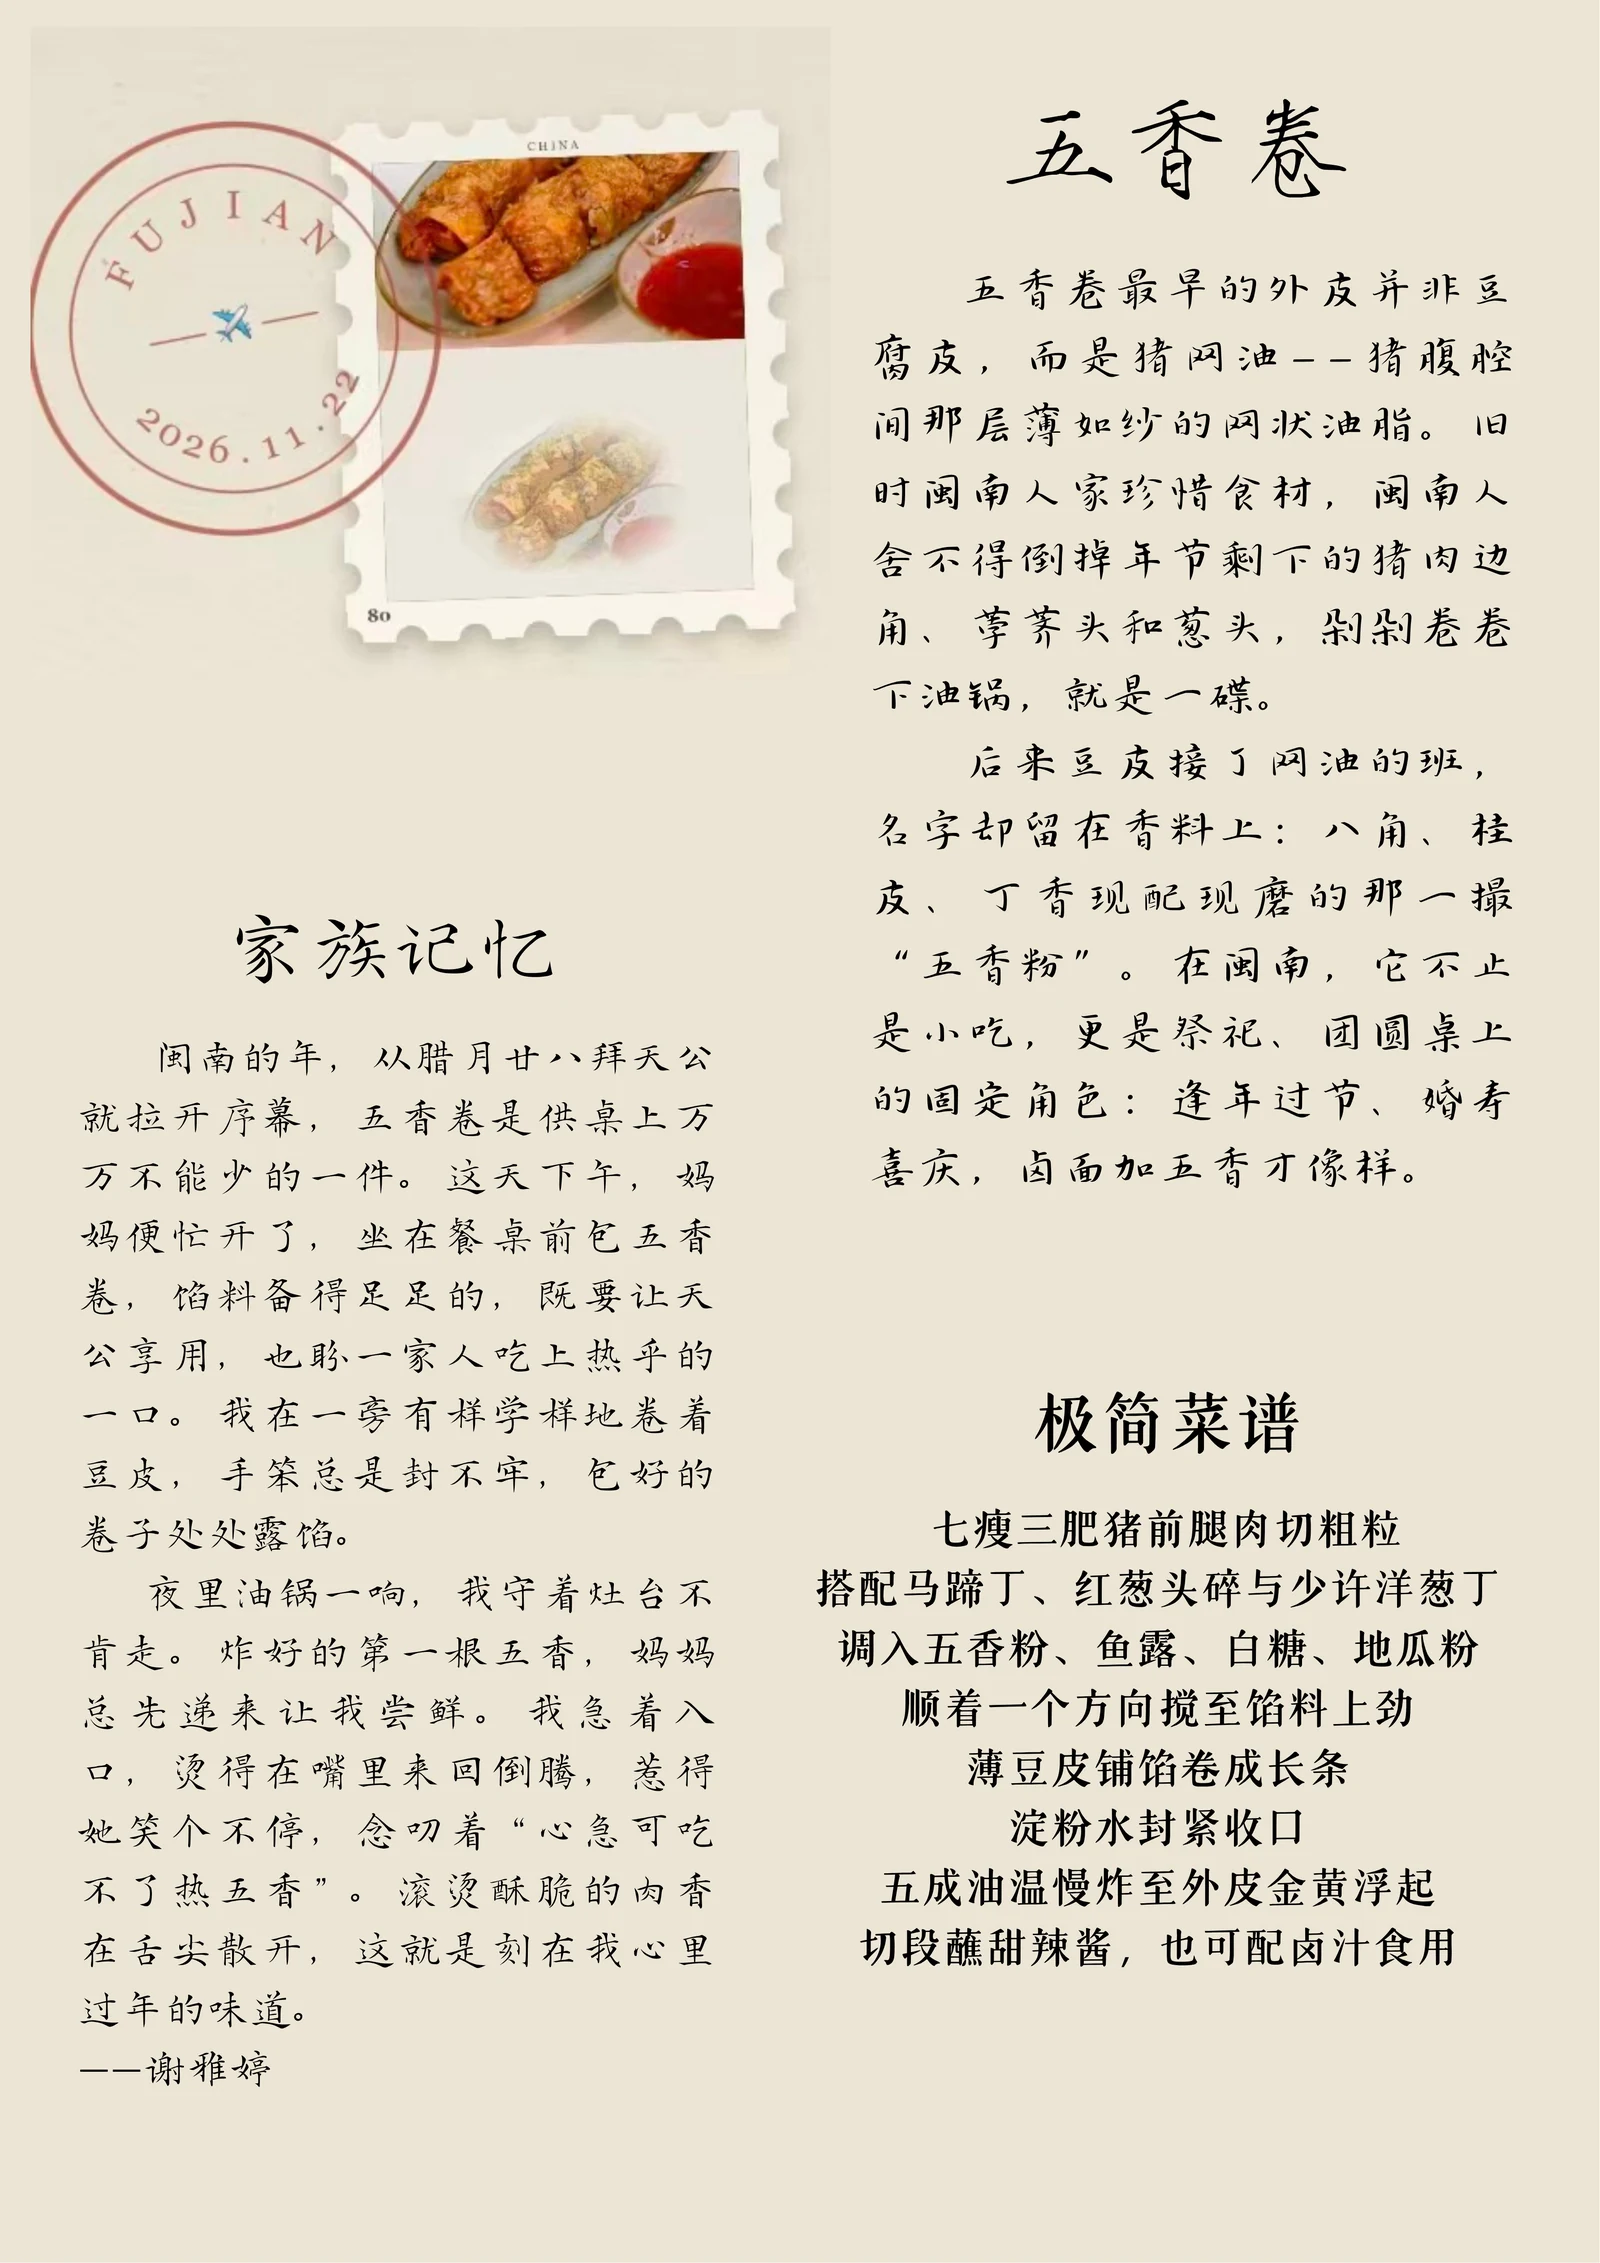 CHINA
FUJIAN
2026.11.22
80
五香卷
五香卷最早的外皮并非豆
腐皮，而是猪网油——猪腹腔
间那层薄如纱的网状油脂。旧
时闽南人家珍惜食材，闽南人
舍不得倒掉年节剩下的猪肉边
角、荸荠头和葱头，剁剁卷卷
下油锅，就是一碟。
后来豆皮接了网油的班，
名字却留在香料上：八角、桂
皮、丁香现配现磨的那一撮
“五香粉”。在闽南，它不止
是小吃，更是祭祀、团圆桌上
的固定角色：逢年过节、婚寿
喜庆，卤面加五香才像样。
家族记忆
闽南的年，从腊月廿八拜天公
就拉开序幕，五香卷是供桌上万
万不能少的一件。这天下午，妈
妈便忙开了，坐在餐桌前包五香
卷，馅料备得足足的，既要让天
公享用，也盼一家人吃上热乎的
一口。我在一旁有样学样地卷着
豆皮，手笨总是封不牢，包好的
卷子处处露馅。
夜里油锅一响，我守着灶台不
肯走。炸好的第一根五香，妈妈
总先递来让我尝鲜。我急着入
口，烫得在嘴里来回倒腾，惹得
她笑个不停，念叨着“心急可吃
不了热五香”。滚烫酥脆的肉香
在舌尖散开，这就是刻在我心里
过年的味道。
——谢雅婷
极简菜谱
七瘦三肥猪前腿肉切粗粒
搭配马蹄丁、红葱头碎与少许洋葱丁
调入五香粉、鱼露、白糖、地瓜粉
顺着一个方向搅至馅料上劲
薄豆皮铺馅卷成长条
淀粉水封紧收口
五成油温慢炸至外皮金黄浮起
切段蘸甜辣酱，也可配卤汁食用